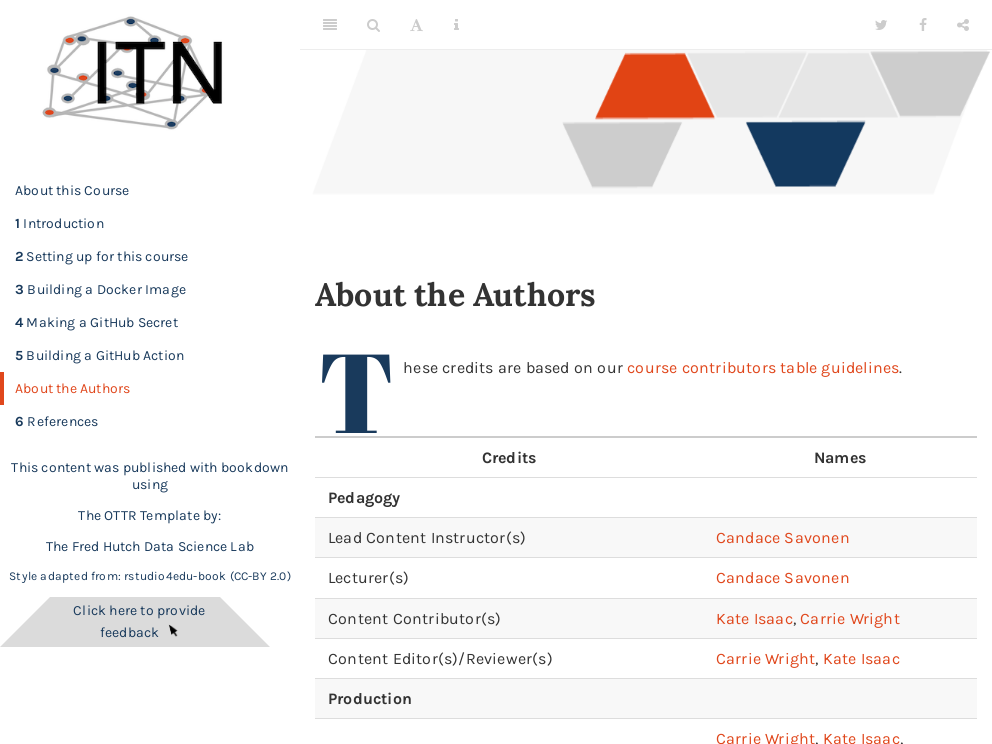 ITN
About this Course
1 Introduction
2 Setting up for this course
3 Building a Docker Image
4 Making a GitHub Secret
5 Building a GitHub Action
About the Authors
6 References
This content was published with bookdown
using
The OTTR Template by:
The Fred Hutch Data Science Lab
Style adapted from: rstudio4edu-book (CC-BY 2.0)
Click here to provide
feedback
A
About the Authors
These credits are based on our course contributors table guidelines.
Credits Names
Pedagogy
Lead Content Instructor(s) Candace Savonen
Lecturer(s) Candace Savonen
Content Contributor(s) Kate Isaac, Carrie Wright
Content Editor(s)/Reviewer(s) Carrie Wright, Kate Isaac
Production
Carrie Wright, Kate Isaac,